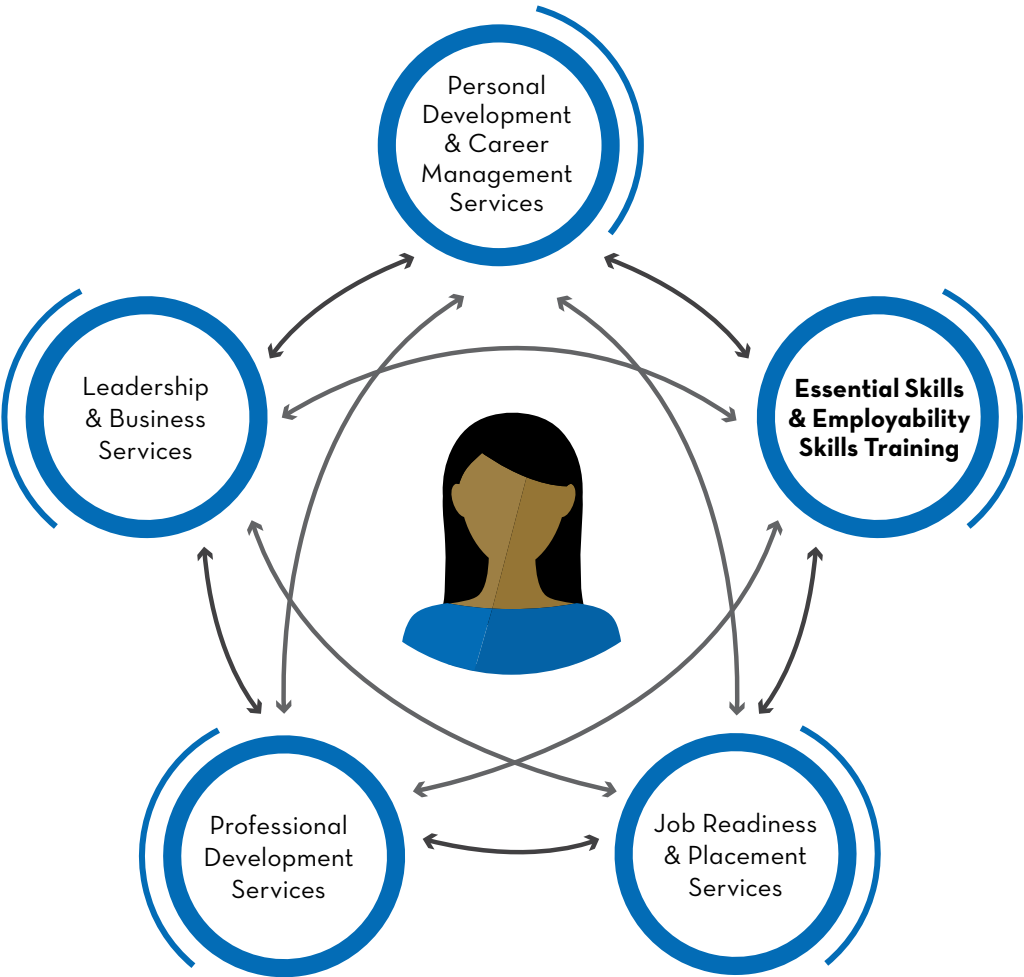 Personal
Development
& Career
Management
Services
Leadership
& Business
Services
Essential Skills
& Employability
Skills Training
Professional
Development
Services
Job Readiness
& Placement
Services